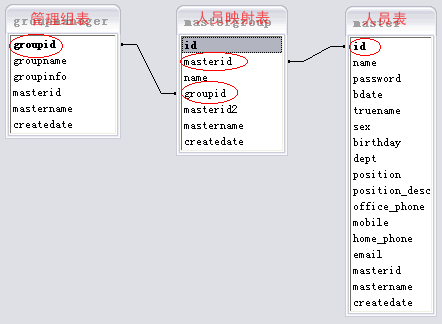 管理组表
groupmanager
groupid
groupname
groupinfo
masterid
mastername
createdate
人员映射表
mastergroup
id
masterid
name
groupid
masterid2
mastername
createdate
人员表
master
id
name
password
bdate
truename
sex
birthday
dept
position
position_desc
office_phone
mobile
home_phone
email
masterid
mastername
createdate